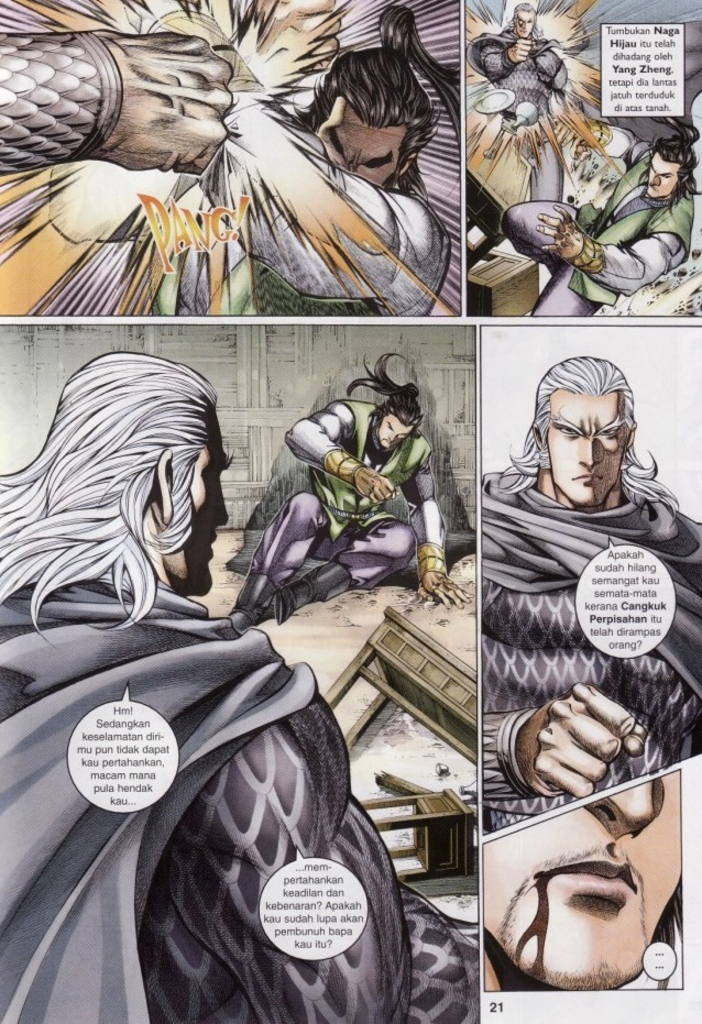 PANG!
Tumbukan Naga
Hijau itu telah
dihadang oleh
Yang Zheng,
tetapi dia lantas
jatuh terduduk
di atas tanah.
Hm!
Sedangkan
keselamatan diri-
mu pun tidak dapat
kau pertahankan,
macam mana
pula hendak
kau...
...mem-
pertahankan
keadilan dan
kebenaran? Apakah
kau sudah lupa akan
pembunuh bapa
kau itu?
Apakah
sudah hilang
semangat kau
semata-mata
kerana Cangkuk
Perpisahan itu
telah dirampas
orang?
...
...
21